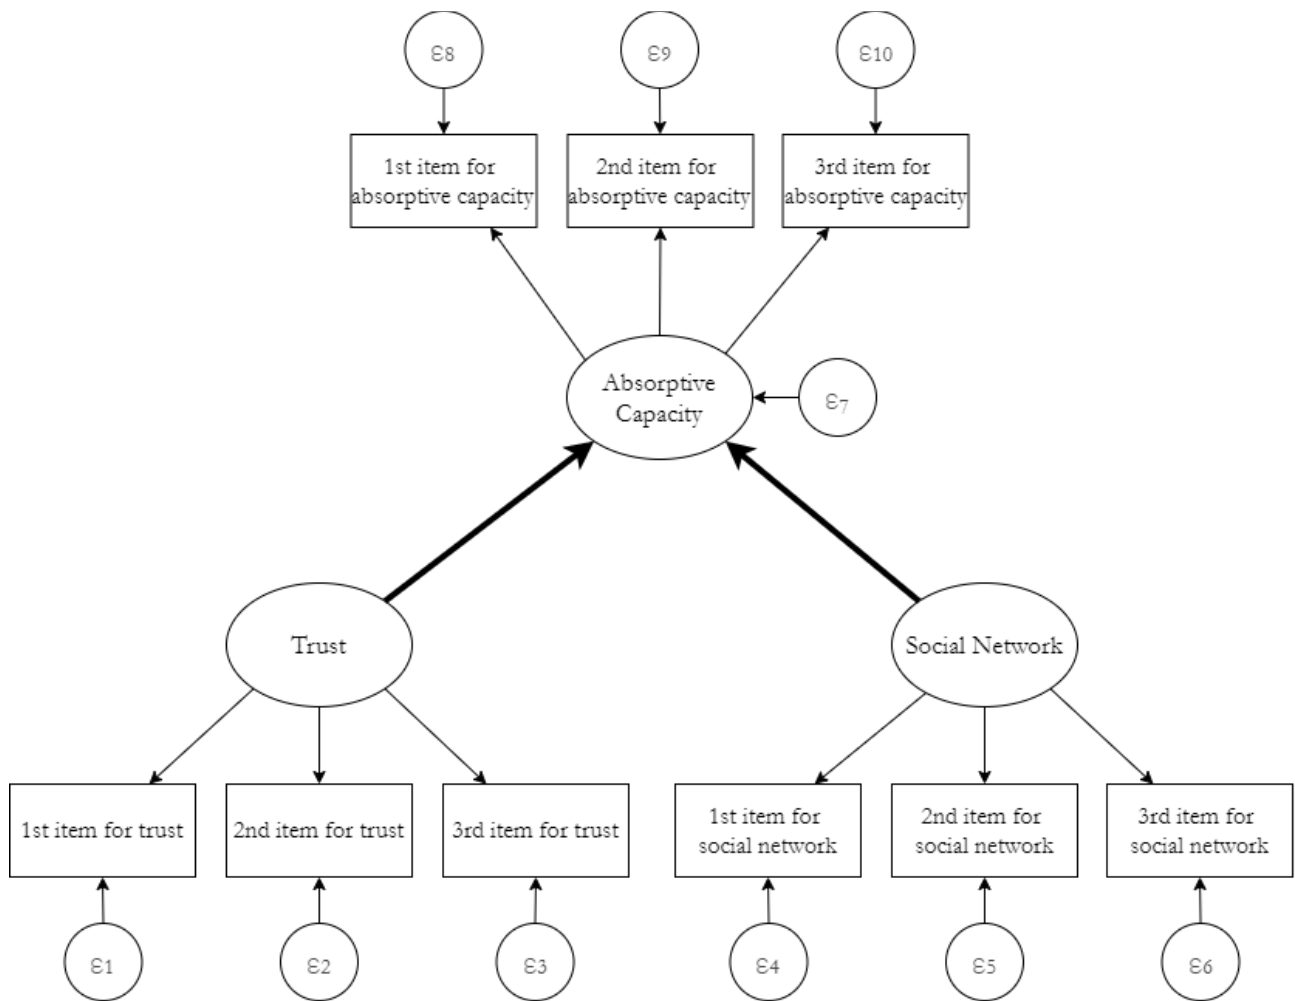 ε8
ε9
ε10
1st item for
absorptive capacity
2nd item for
absorptive capacity
3rd item for
absorptive capacity
Absorptive
Capacity
ε7
Trust
Social Network
1st item for trust
2nd item for trust
3rd item for trust
1st item for
social network
2nd item for
social network
3rd item for
social network
ε1
ε2
ε3
ε4
ε5
ε6